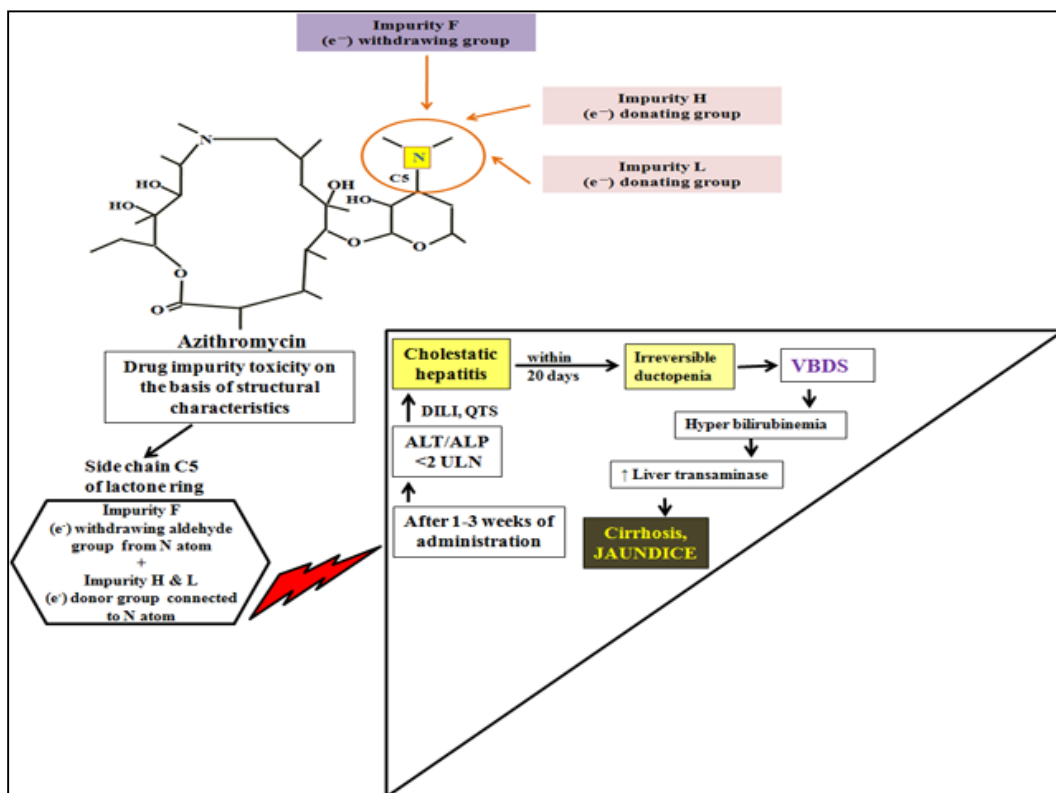 Impurity F
(e⁻) withdrawing group
Impurity H
(e⁻) donating group
Impurity L
(e⁻) donating group
N
N
C5
HO
OH
HO
HO
O
O
O
O
Azithromycin
Drug impurity toxicity on
the basis of structural
characteristics
Side chain C5
of lactone ring
Impurity F
(e⁻) withdrawing aldehyde
group from N atom
+
Impurity H & L
(e⁻) donor group connected
to N atom
Cholestatic
hepatitis
within
20 days
Irreversible
ductopenia
VBDS
DILI, QTS
Hyper bilirubinemia
ALT/ALP
<2 ULN
↑ Liver transaminase
After 1-3 weeks of
administration
Cirrhosis,
JAUNDICE